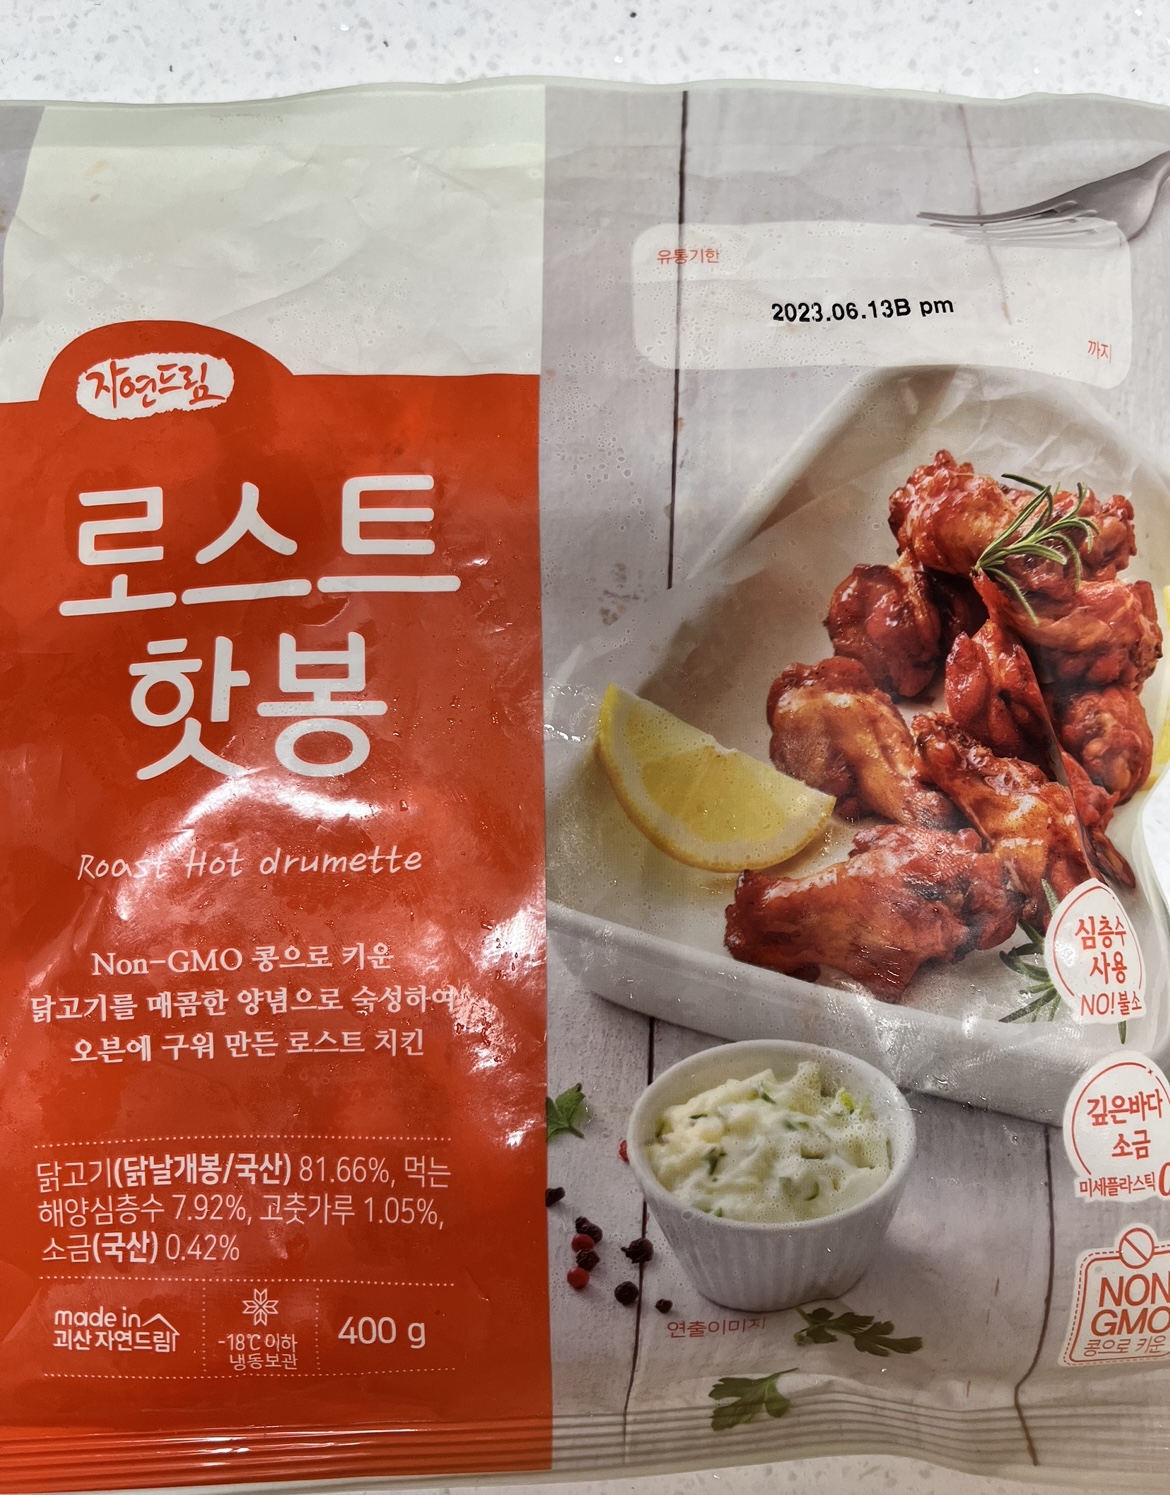 자연드림
로스트
핫봉
Roast Hot drumette
Non-GMO 콩으로 키운
닭고기를 매콤한 양념으로 숙성하여
오븐에 구워 만든 로스트 치킨
닭고기(닭날개봉/국산) 81.66%, 먹는
해양심층수 7.92%, 고춧가루 1.05%,
소금(국산) 0.42%
made in
괴산자연드림
-18℃ 이하
냉동보관
400 g
유통기한
2023.06.13B pm
까지
심층수
사용
NO! 불소
깊은바다
소금
미세플라스틱 0
연출이미지
NON
GMO
콩으로 키운